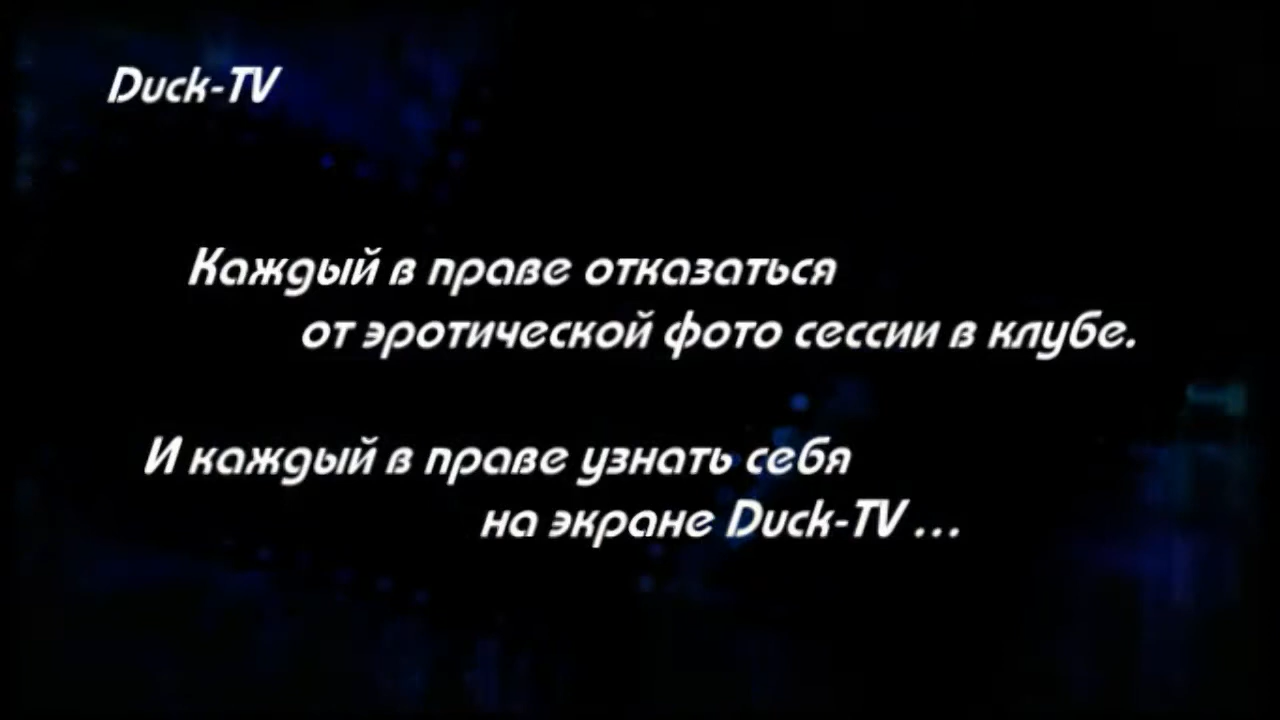 Duck-TV
Каждый в праве отказаться
от эротической фото сессии в клубе.
И каждый в праве узнать себя
на экране Duck-TV ...